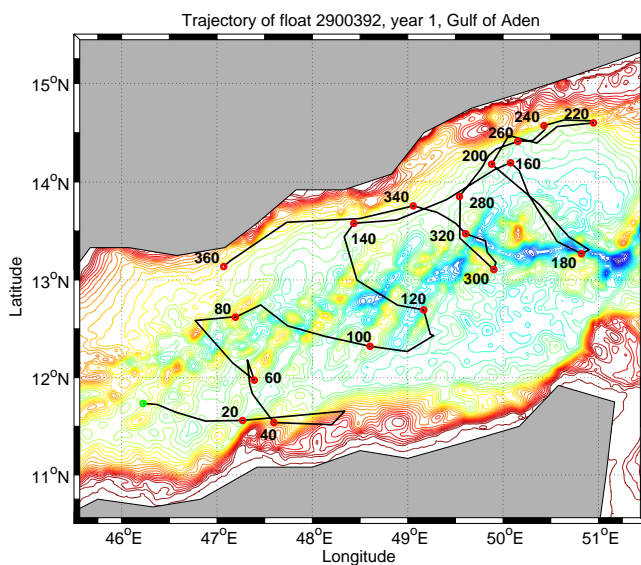 Trajectory of float 2900392, year 1, Gulf of Aden
15°N
14°N
13°N
12°N
11°N
Latitude
240
220
260
200
160
340
280
140
320
360
180
300
80
120
100
60
20
40
46°E
47°E
48°E
49°E
50°E
51°E
Longitude